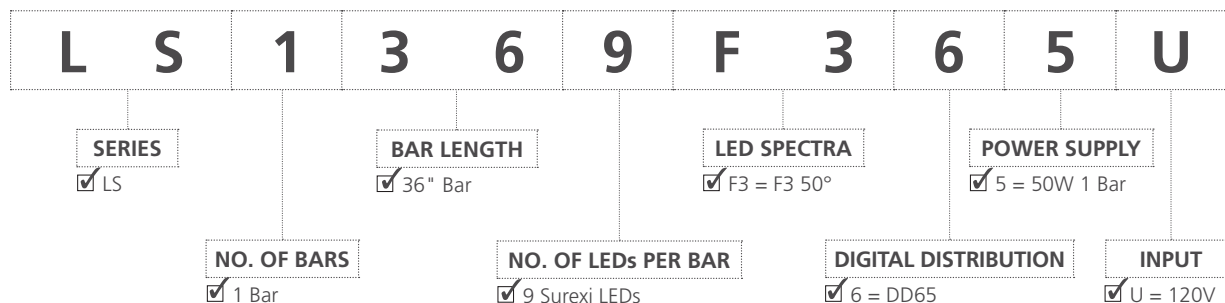 L S 1 3 6 9 F 3 6 5 U
SERIES
LS
BAR LENGTH
36" Bar
LED SPECTRA
F3 = F3 50°
POWER SUPPLY
5 = 50W 1 Bar
NO. OF BARS
1 Bar
NO. OF LEDs PER BAR
9 Surexi LEDs
DIGITAL DISTRIBUTION
6 = DD65
INPUT
U = 120V